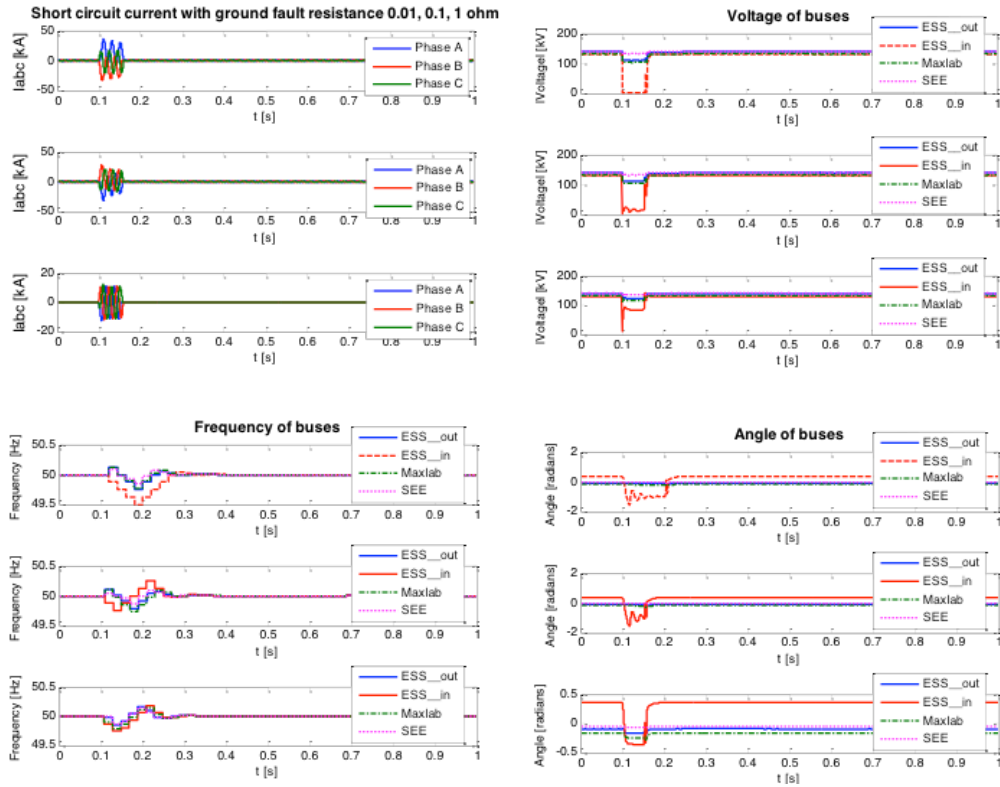 Short circuit current with ground fault resistance 0.01, 0.1, 1 ohm
Iabc [kA]
50
0
-50
Phase A
Phase B
Phase C
0 0.1 0.2 0.3 0.4 0.5 0.6 0.7 0.8 0.9 1
t [s]
Iabc [kA]
50
0
-50
Phase A
Phase B
Phase C
0 0.1 0.2 0.3 0.4 0.5 0.6 0.7 0.8 0.9 1
t [s]
Iabc [kA]
20
0
-20
Phase A
Phase B
Phase C
0 0.1 0.2 0.3 0.4 0.5 0.6 0.7 0.8 0.9 1
t [s]
Voltage of buses
IVoltageI [kV]
200
100
0
ESS__out
ESS__in
Maxlab
SEE
0 0.1 0.2 0.3 0.4 0.5 0.6 0.7 0.8 0.9 1
t [s]
IVoltageI [kV]
200
100
0
ESS__out
ESS__in
Maxlab
SEE
0 0.1 0.2 0.3 0.4 0.5 0.6 0.7 0.8 0.9 1
t [s]
IVoltageI [kV]
200
100
0
ESS__out
ESS__in
Maxlab
SEE
0 0.1 0.2 0.3 0.4 0.5 0.6 0.7 0.8 0.9 1
t [s]
Frequency of buses
Frequency [Hz]
50.5
50
49.5
ESS__out
ESS__in
Maxlab
SEE
0 0.1 0.2 0.3 0.4 0.5 0.6 0.7 0.8 0.9 1
t [s]
Frequency [Hz]
50.5
50
49.5
ESS__out
ESS__in
Maxlab
SEE
0 0.1 0.2 0.3 0.4 0.5 0.6 0.7 0.8 0.9 1
t [s]
Frequency [Hz]
50.5
50
49.5
ESS__out
ESS__in
Maxlab
SEE
0 0.1 0.2 0.3 0.4 0.5 0.6 0.7 0.8 0.9 1
t [s]
Angle of buses
Angle [radians]
2
0
-2
ESS__out
ESS__in
Maxlab
SEE
0 0.1 0.2 0.3 0.4 0.5 0.6 0.7 0.8 0.9 1
t [s]
Angle [radians]
2
0
-2
ESS__out
ESS__in
Maxlab
SEE
0 0.1 0.2 0.3 0.4 0.5 0.6 0.7 0.8 0.9 1
t [s]
Angle [radians]
0.5
0
-0.5
ESS__out
ESS__in
Maxlab
SEE
0 0.1 0.2 0.3 0.4 0.5 0.6 0.7 0.8 0.9 1
t [s]